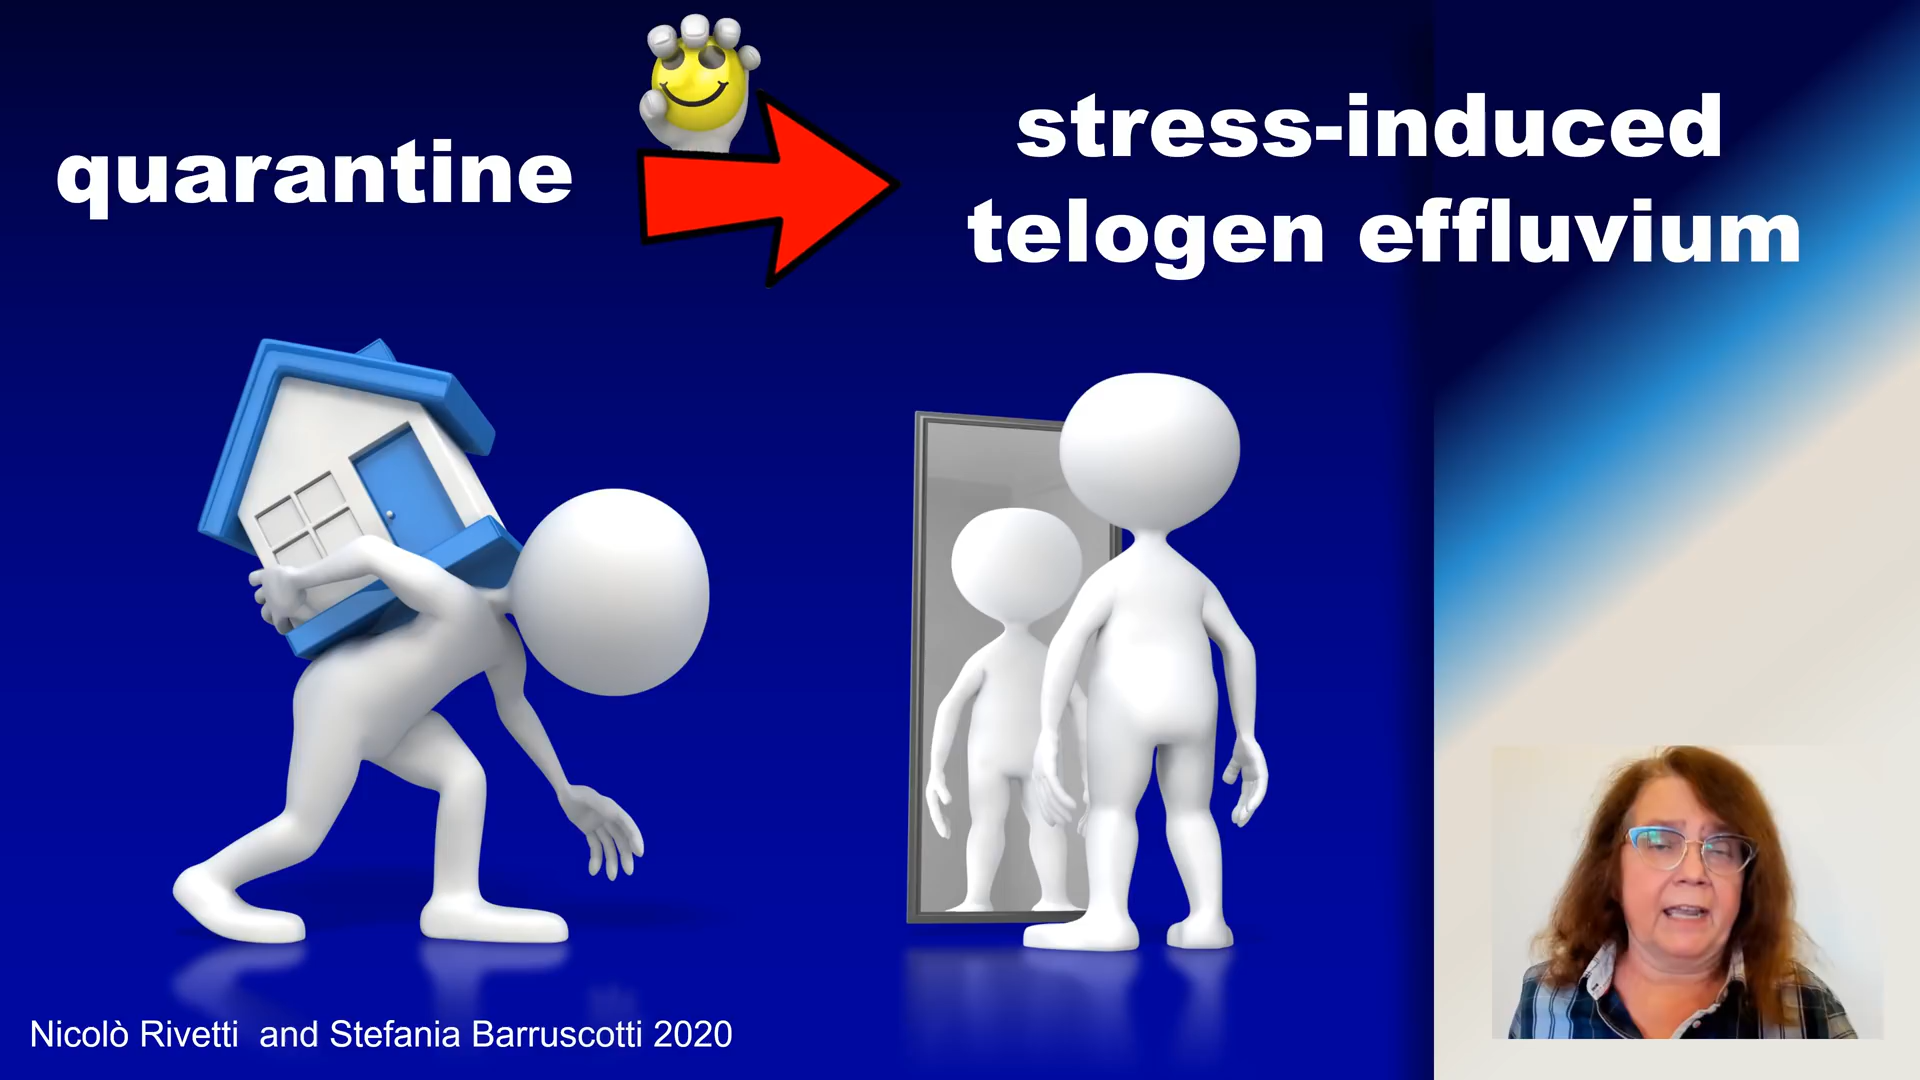 quarantine
stress-induced
telogen effluvium
Nicolò Rivetti  and Stefania Barruscotti 2020